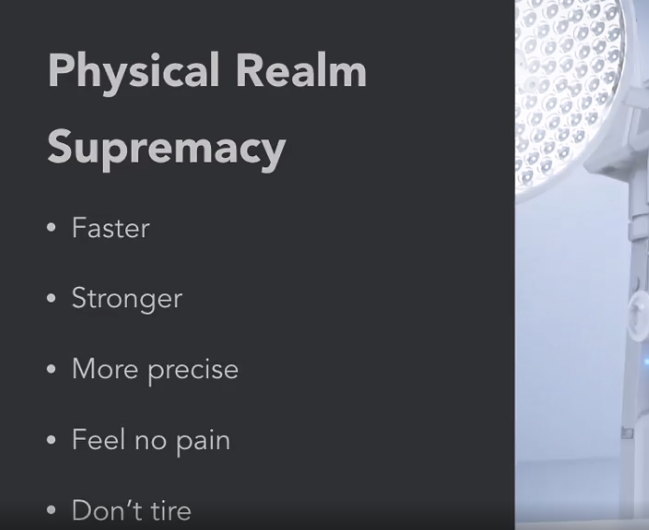 Physical Realm
Supremacy
• Faster
• Stronger
• More precise
• Feel no pain
• Don't tire